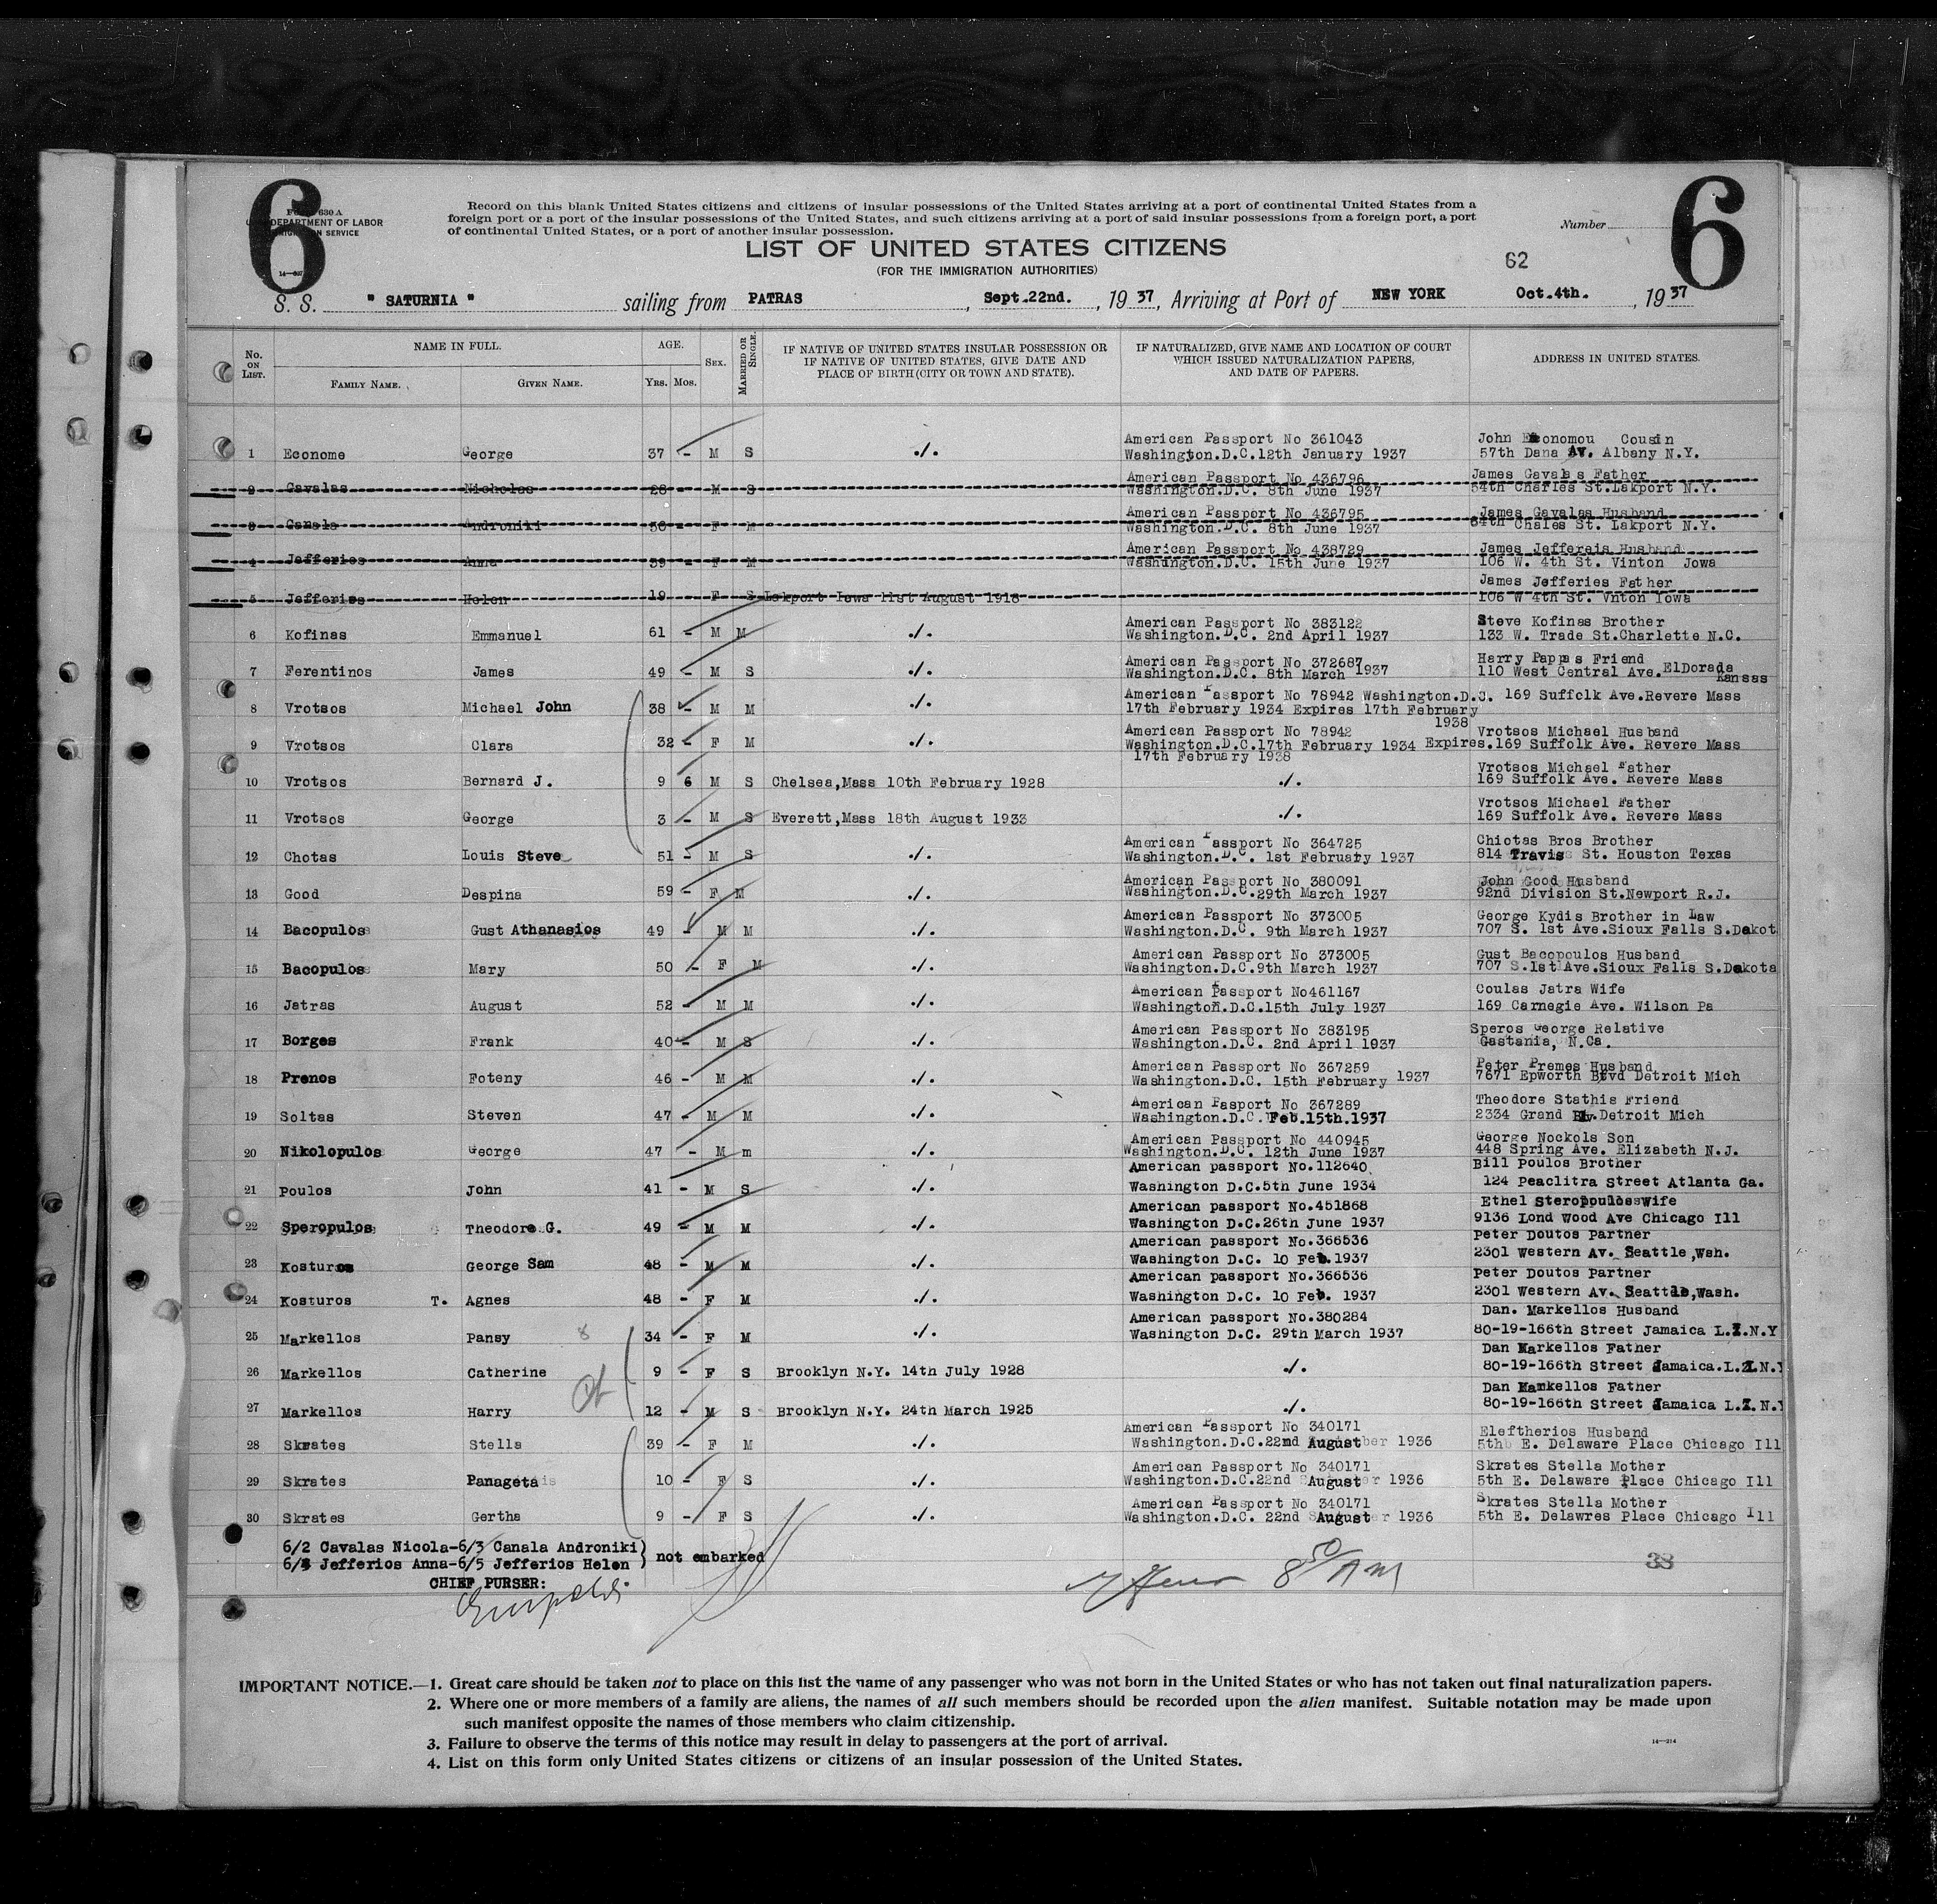 6
6
FORM 630 A
U.S. DEPARTMENT OF LABOR
IMMIGRATION SERVICE
Record on this blank United States citizens and citizens of insular possessions of the United States arriving at a port of continental United States from a
foreign port or a port of the insular possessions of the United States, and such citizens arriving at a port of said insular possessions from a foreign port, a port
of continental United States, or a port of another insular possession.
Number
LIST OF UNITED STATES CITIZENS
(FOR THE IMMIGRATION AUTHORITIES)
62
S. S. " SATURNIA " sailing from PATRAS, Sept.22nd., 1937, Arriving at Port of NEW YORK Oct.4th., 1937
No. ON LIST. NAME IN FULL. FAMILY NAME. GIVEN NAME. AGE. YRS. MOS. SEX. MARRIED OR SINGLE. IF NATIVE OF UNITED STATES INSULAR POSSESSION OR IF NATIVE OF UNITED STATES, GIVE DATE AND PLACE OF BIRTH (CITY OR TOWN AND STATE). IF NATURALIZED, GIVE NAME AND LOCATION OF COURT WHICH ISSUED NATURALIZATION PAPERS, AND DATE OF PAPERS. ADDRESS IN UNITED STATES.
American Passport No 361043 John Economou Cousin
1 Econome George 37 - M S ./. Washington.D.C.12th January 1937 57th Dana Av. Albany N.Y.
American Passport No 436796 James Gavalas Father
2 Gavalas Nicholas 28 - M S Washington.D.C. 8th June 1937 54th Charles St.Lakport N.Y.
American Passport No 436795 James Gavalas Husband
3 Canala Androniki 50 - F M Washington.D.C. 8th June 1937 54th Chales St. Lakport N.Y.
American Passport No 438729 James Jeffereis Husband
4 Jefferies Anna 39 - F M Washington.D.C. 15th June 1937 106 W. 4th St. Vinton Jowa
James Jefferies Father
5 Jefferies Helen 19 - F S Lakport Iowa 11st August 1918 106 W 4th St. Vnton Iowa
American Passport No 383122 Steve Kofinas Brother
6 Kofinas Emmanuel 61 - M M ./. Washington.D.C. 2nd April 1937 133 W. Trade St.Charlette N.C.
American Passport No 372687 Harry Pappas Friend
7 Ferentinos James 49 - M S ./. Washington.D.C. 8th March 1937 110 West Central Ave.ElDorada Kansas
American Passport No 78942 Washington.D.C. 169 Suffolk Ave.Revere Mass
8 Vrotsos Michael John 38 - M M ./. 17th February 1934 Expires 17th February 1938
American Passport No 78942 Vrotsos Michael Husband
9 Vrotsos Clara 32 - F M ./. Washington.D.C.17th February 1934 Expires. 169 Suffolk Ave. Revere Mass
17th February 1938
Vrotsos Michael Father
10 Vrotsos Bernard J. 9 6 M S Chelsea,Mass 10th February 1928 ./. 169 Suffolk Ave. Revere Mass
Vrotsos Michael Father
11 Vrotsos George 3 - M S Everett,Mass 18th August 1933 ./. 169 Suffolk Ave. Revere Mass
American Passport No 364725 Chiotas Bros Brother
12 Chotas Louis Steve 51 - M S ./. Washington.D.C. 1st February 1937 814 Travis St. Houston Texas
American Passport No 380091 John Good Husband
13 Good Despina 59 - F M ./. Washington.D.C.29th March 1937 92nd Division St.Newport R.J.
American Passport No 373005 George Kydis Brother in Law
14 Bacopulos Gust Athanasios 49 - M M ./. Washington.D.C. 9th March 1937 707 S. 1st Ave.Sioux Falls S.Dakot
American Passport No 373005 Gust Bacopoulos Husband
15 Bacopulos Mary 50 - F M ./. Washington.D.C.9th March 1937 707 S.1st Ave.Sioux Falls S.Dakota
American Passport No461167 Coulas Jatra Wife
16 Jatras August 52 - M M ./. Washington.D.C.15th July 1937 169 Carnegie Ave. Wilson Pa
American Passport No 383195 Speros George Relative
17 Borges Frank 40 - M S ./. Washington.D.C. 2nd April 1937 Gastania, N.Ca.
American Passport No 367259 Peter Premes Husband
18 Prenos Foteny 46 - M M ./. Washington.D.C. 15th February 1937 7671 Epworth Blvd Detroit Mich
American Pasport No 367289 Theodore Stathis Friend
19 Soltas Steven 47 - M M ./. Washington.D.C. Feb.15th.1937 2334 Grand Blv.Detroit Mich
American Passport No 440945 George Nockols Son
20 Nikolopulos George 47 - M m ./. Washington.D.C. 12th June 1937 448 Spring Ave. Elizabeth N.J.
American passport No.112640 Bill Poulos Brother
21 Poulos John 41 - M S ./. Washington D.C.5th June 1934 124 Peaclitra Street Atlanta Ga.
American passport No.451868 Ethel Steropoulos Wife
22 Speropulos Theodore G. 49 - M M ./. Washington D.C.26th June 1937 9136 Lond Wood Ave Chicago Ill
American passport No.366536 Peter Doutos Partner
23 Kosturos George Sam 48 - M M ./. Washington D.C. 10 Feb.1937 2301 Western Av. Seattle,Wsh.
American passport No.366536 Peter Doutos Partner
24 Kosturos T. Agnes 48 - F M ./. Washington D.C. 10 Feb. 1937 2301 Western Av. Seattle,Wash.
American passport No.380284 Dan. Markellos Husband
25 Markellos Pansy 34 - F M ./. Washington D.C. 29th March 1937 80-19-166th Street Jamaica L.I.N.Y
Dan Markellos Father
26 Markellos Catherine 9 - F S Brooklyn N.Y. 14th July 1928 ./. 80-19-166th Street Jamaica.L.I.N.Y
Dan Markellos Father
27 Markellos Harry 12 - M S Brooklyn N.Y. 24th March 1925 ./. 80-19-166th Street Jamaica L.I.N.Y
American Passport No 340171 Eleftherios Husband
28 Skrates Stella 39 - F M ./. Washington.D.C.22nd August 1936 5th E. Delaware Place Chicago Ill
American Passport No 340171 Skrates Stella Mother
29 Skrates Panageta 10 - F S ./. Washington.D.C.22nd August 1936 5th E. Delaware Place Chicago Ill
American Passport No 340171 Skrates Stella Mother
30 Skrates Gertha 9 - F S ./. Washington.D.C. 22nd August 1936 5th E. Delawres Place Chicago Ill
6/2 Cavalas Nicola-6/3 Canala Androniki)
6/4 Jefferios Anna-6/5 Jefferios Helen ) not embarked
38
CHIEF PURSER:
8 50/AM
IMPORTANT NOTICE.—1. Great care should be taken not to place on this list the name of any passenger who was not born in the United States or who has not taken out final naturalization papers.
2. Where one or more members of a family are aliens, the names of all such members should be recorded upon the alien manifest. Suitable notation may be made upon
such manifest opposite the names of those members who claim citizenship.
3. Failure to observe the terms of this notice may result in delay to passengers at the port of arrival.
4. List on this form only United States citizens or citizens of an insular possession of the United States.
14—214